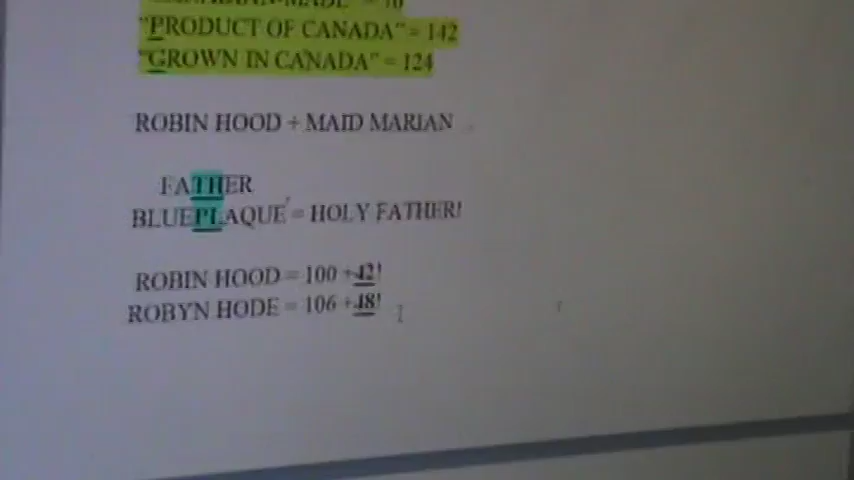 "PRODUCT OF CANADA" = 142
"GROWN IN CANADA" = 124
ROBIN HOOD + MAID MARIAN
FATHER
BLUEPLAQUE = HOLY FATHER!
ROBIN HOOD = 100 +42!
ROBYN HODE = 106 +48!